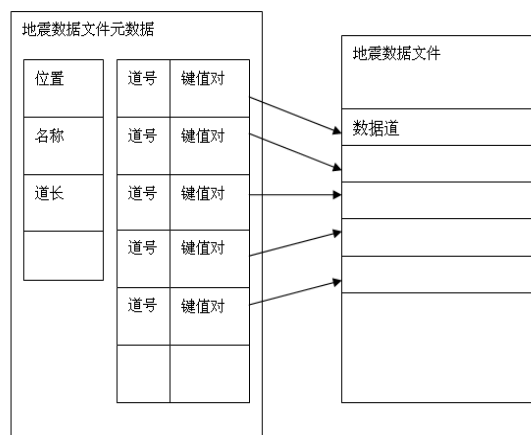 地震数据文件元数据
位置
名称
道长
道号 键值对
道号 键值对
道号 键值对
道号 键值对
道号 键值对
地震数据文件
数据道